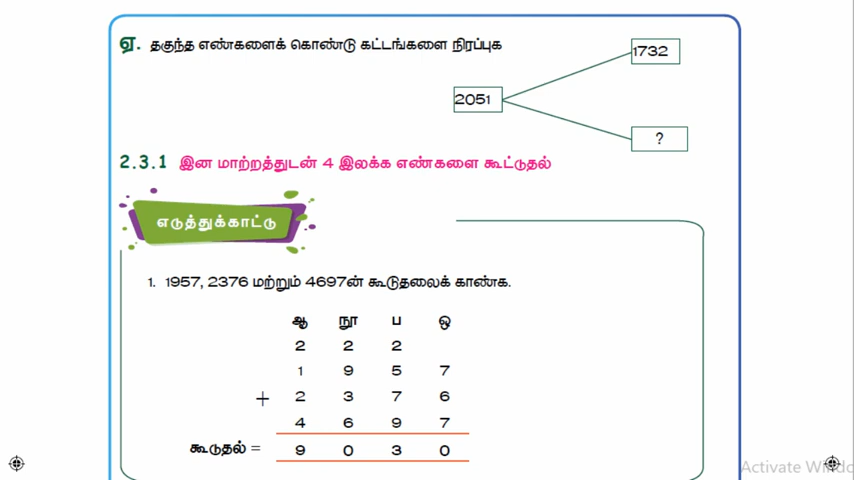 ஏ. தகுந்த எண்களைக் கொண்டு கட்டங்களை நிரப்புக
1732
2051
?
2.3.1 இன மாற்றத்துடன் 4 இலக்க எண்களை கூட்டுதல்
எடுத்துக்காட்டு
1. 1957, 2376 மற்றும் 4697ன் கூடுதலைக் காண்க.
ஆ நூ ப ஒ
2 2 2
1 9 5 7
+ 2 3 7 6
4 6 9 7
கூடுதல் = 9 0 3 0
Activate Windo